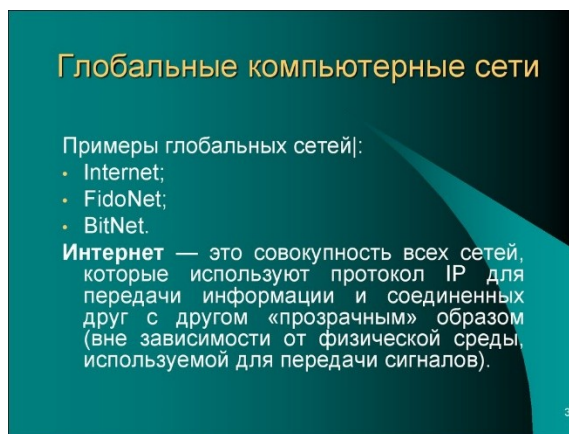 Глобальные компьютерные сети
Примеры глобальных сетей|:
• Internet;
• FidoNet;
• BitNet.
Интернет — это совокупность всех сетей,
которые используют протокол IP для
передачи информации и соединенных
друг с другом «прозрачным» образом
(вне зависимости от физической среды,
используемой для передачи сигналов).
3